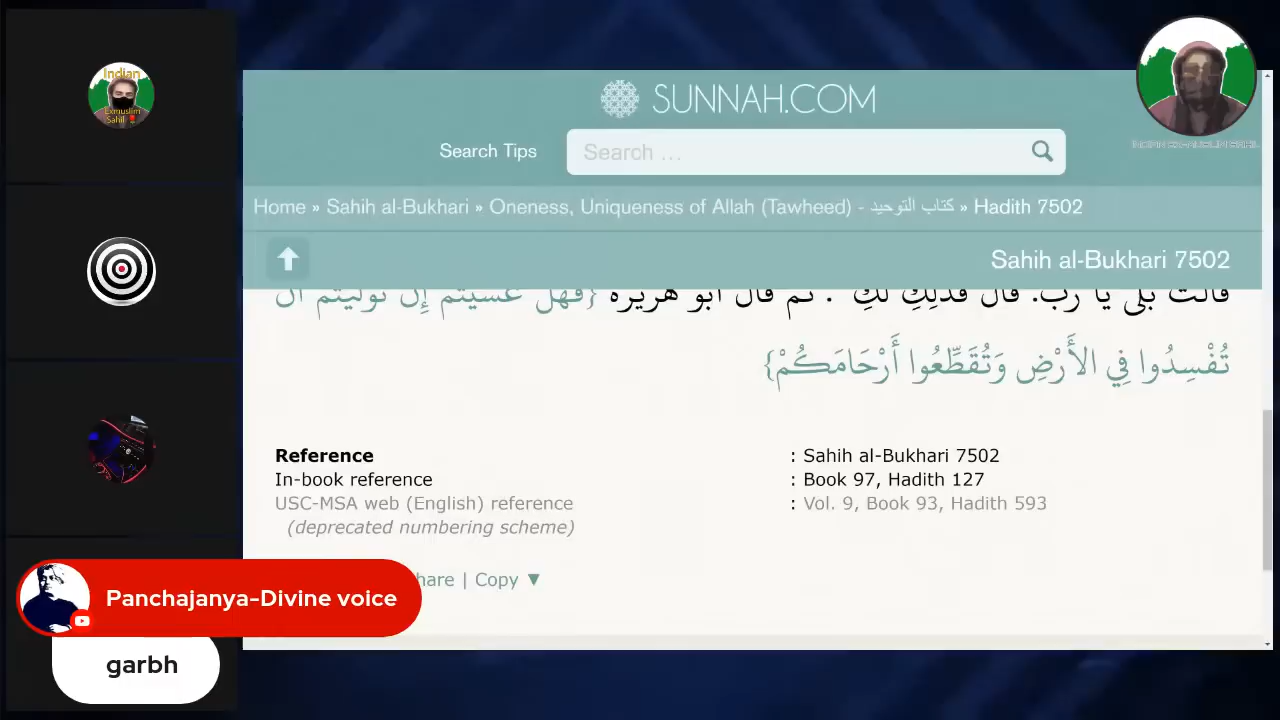 Indian
Exmuslim
Sahil
SUNNAH.COM
Search Tips
Search ...
Home » Sahih al-Bukhari » Oneness, Uniqueness of Allah (Tawheed) - كتاب التوحيد » Hadith 7502
Sahih al-Bukhari 7502
قالت بلى يا رب. قال فذلك لك ‏"‏‏.‏ ثم قال أبو هريرة {فهل عسيتم إن توليتم أن
تُفْسِدُوا فِي الأَرْضِ وَتُقَطِّعُوا أَرْحَامَكُمْ}
Reference : Sahih al-Bukhari 7502
In-book reference : Book 97, Hadith 127
USC-MSA web (English) reference : Vol. 9, Book 93, Hadith 593
(deprecated numbering scheme)
hare | Copy ▼
Panchajanya-Divine voice
garbh